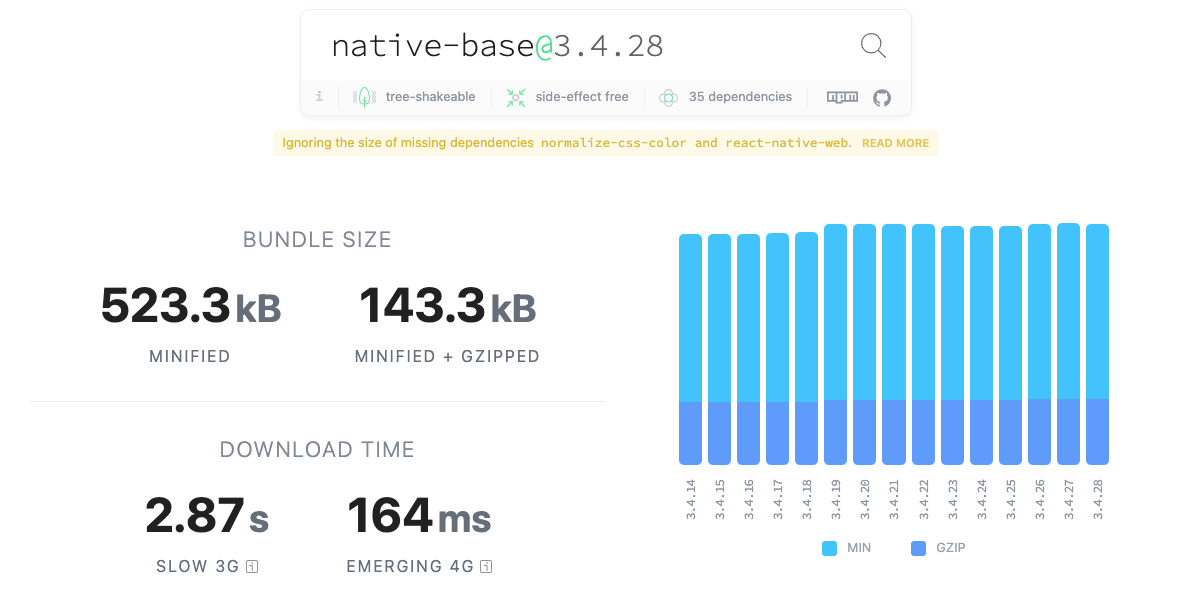 native-base@3.4.28
i tree-shakeable side-effect free 35 dependencies npm
Ignoring the size of missing dependencies normalize-css-color and react-native-web. READ MORE
BUNDLE SIZE
523.3 kB
MINIFIED
143.3 kB
MINIFIED + GZIPPED
DOWNLOAD TIME
2.87 s
SLOW 3G i
164 ms
EMERGING 4G i
3.4.14
3.4.15
3.4.16
3.4.17
3.4.18
3.4.19
3.4.20
3.4.21
3.4.22
3.4.23
3.4.24
3.4.25
3.4.26
3.4.27
3.4.28
MIN
GZIP